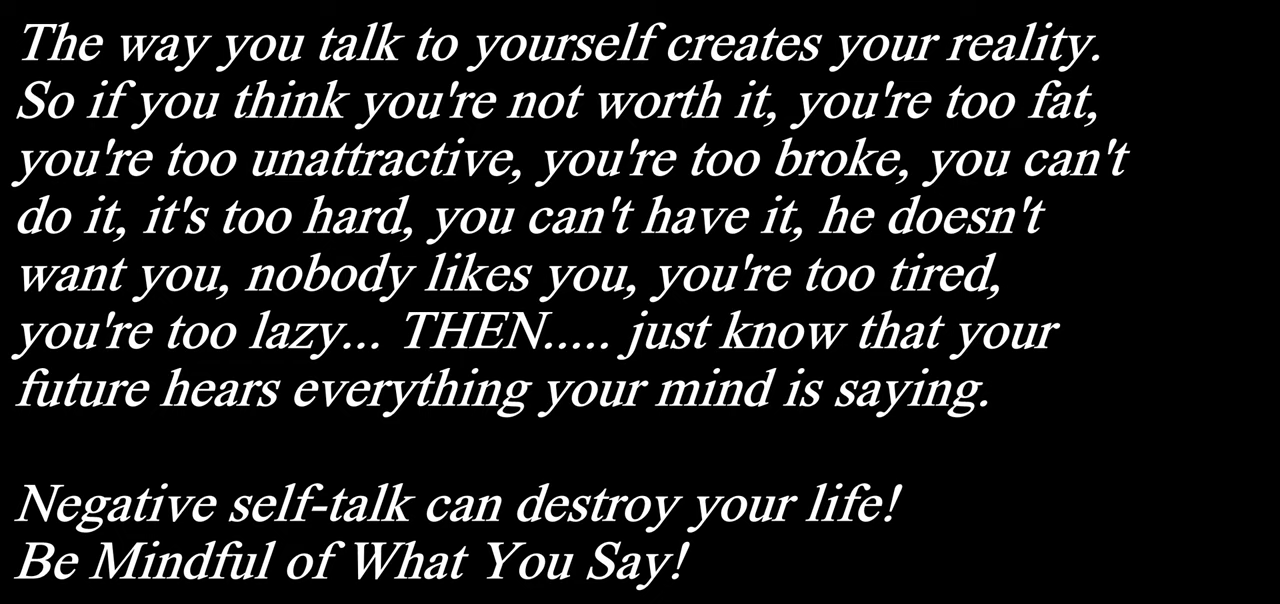 The way you talk to yourself creates your reality.
So if you think you're not worth it, you're too fat,
you're too unattractive, you're too broke, you can't
do it, it's too hard, you can't have it, he doesn't
want you, nobody likes you, you're too tired,
you're too lazy... THEN..... just know that your
future hears everything your mind is saying.
Negative self-talk can destroy your life!
Be Mindful of What You Say!